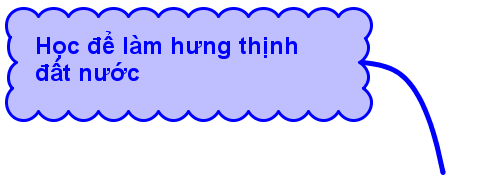 Học để làm hưng thịnh
đất nước